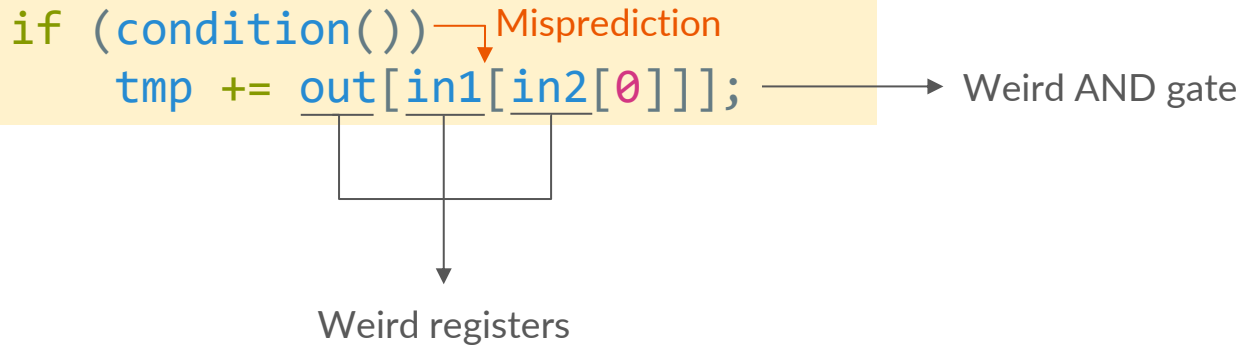 if (condition()) Misprediction
tmp += out[in1[in2[0]]]; Weird AND gate
Weird registers